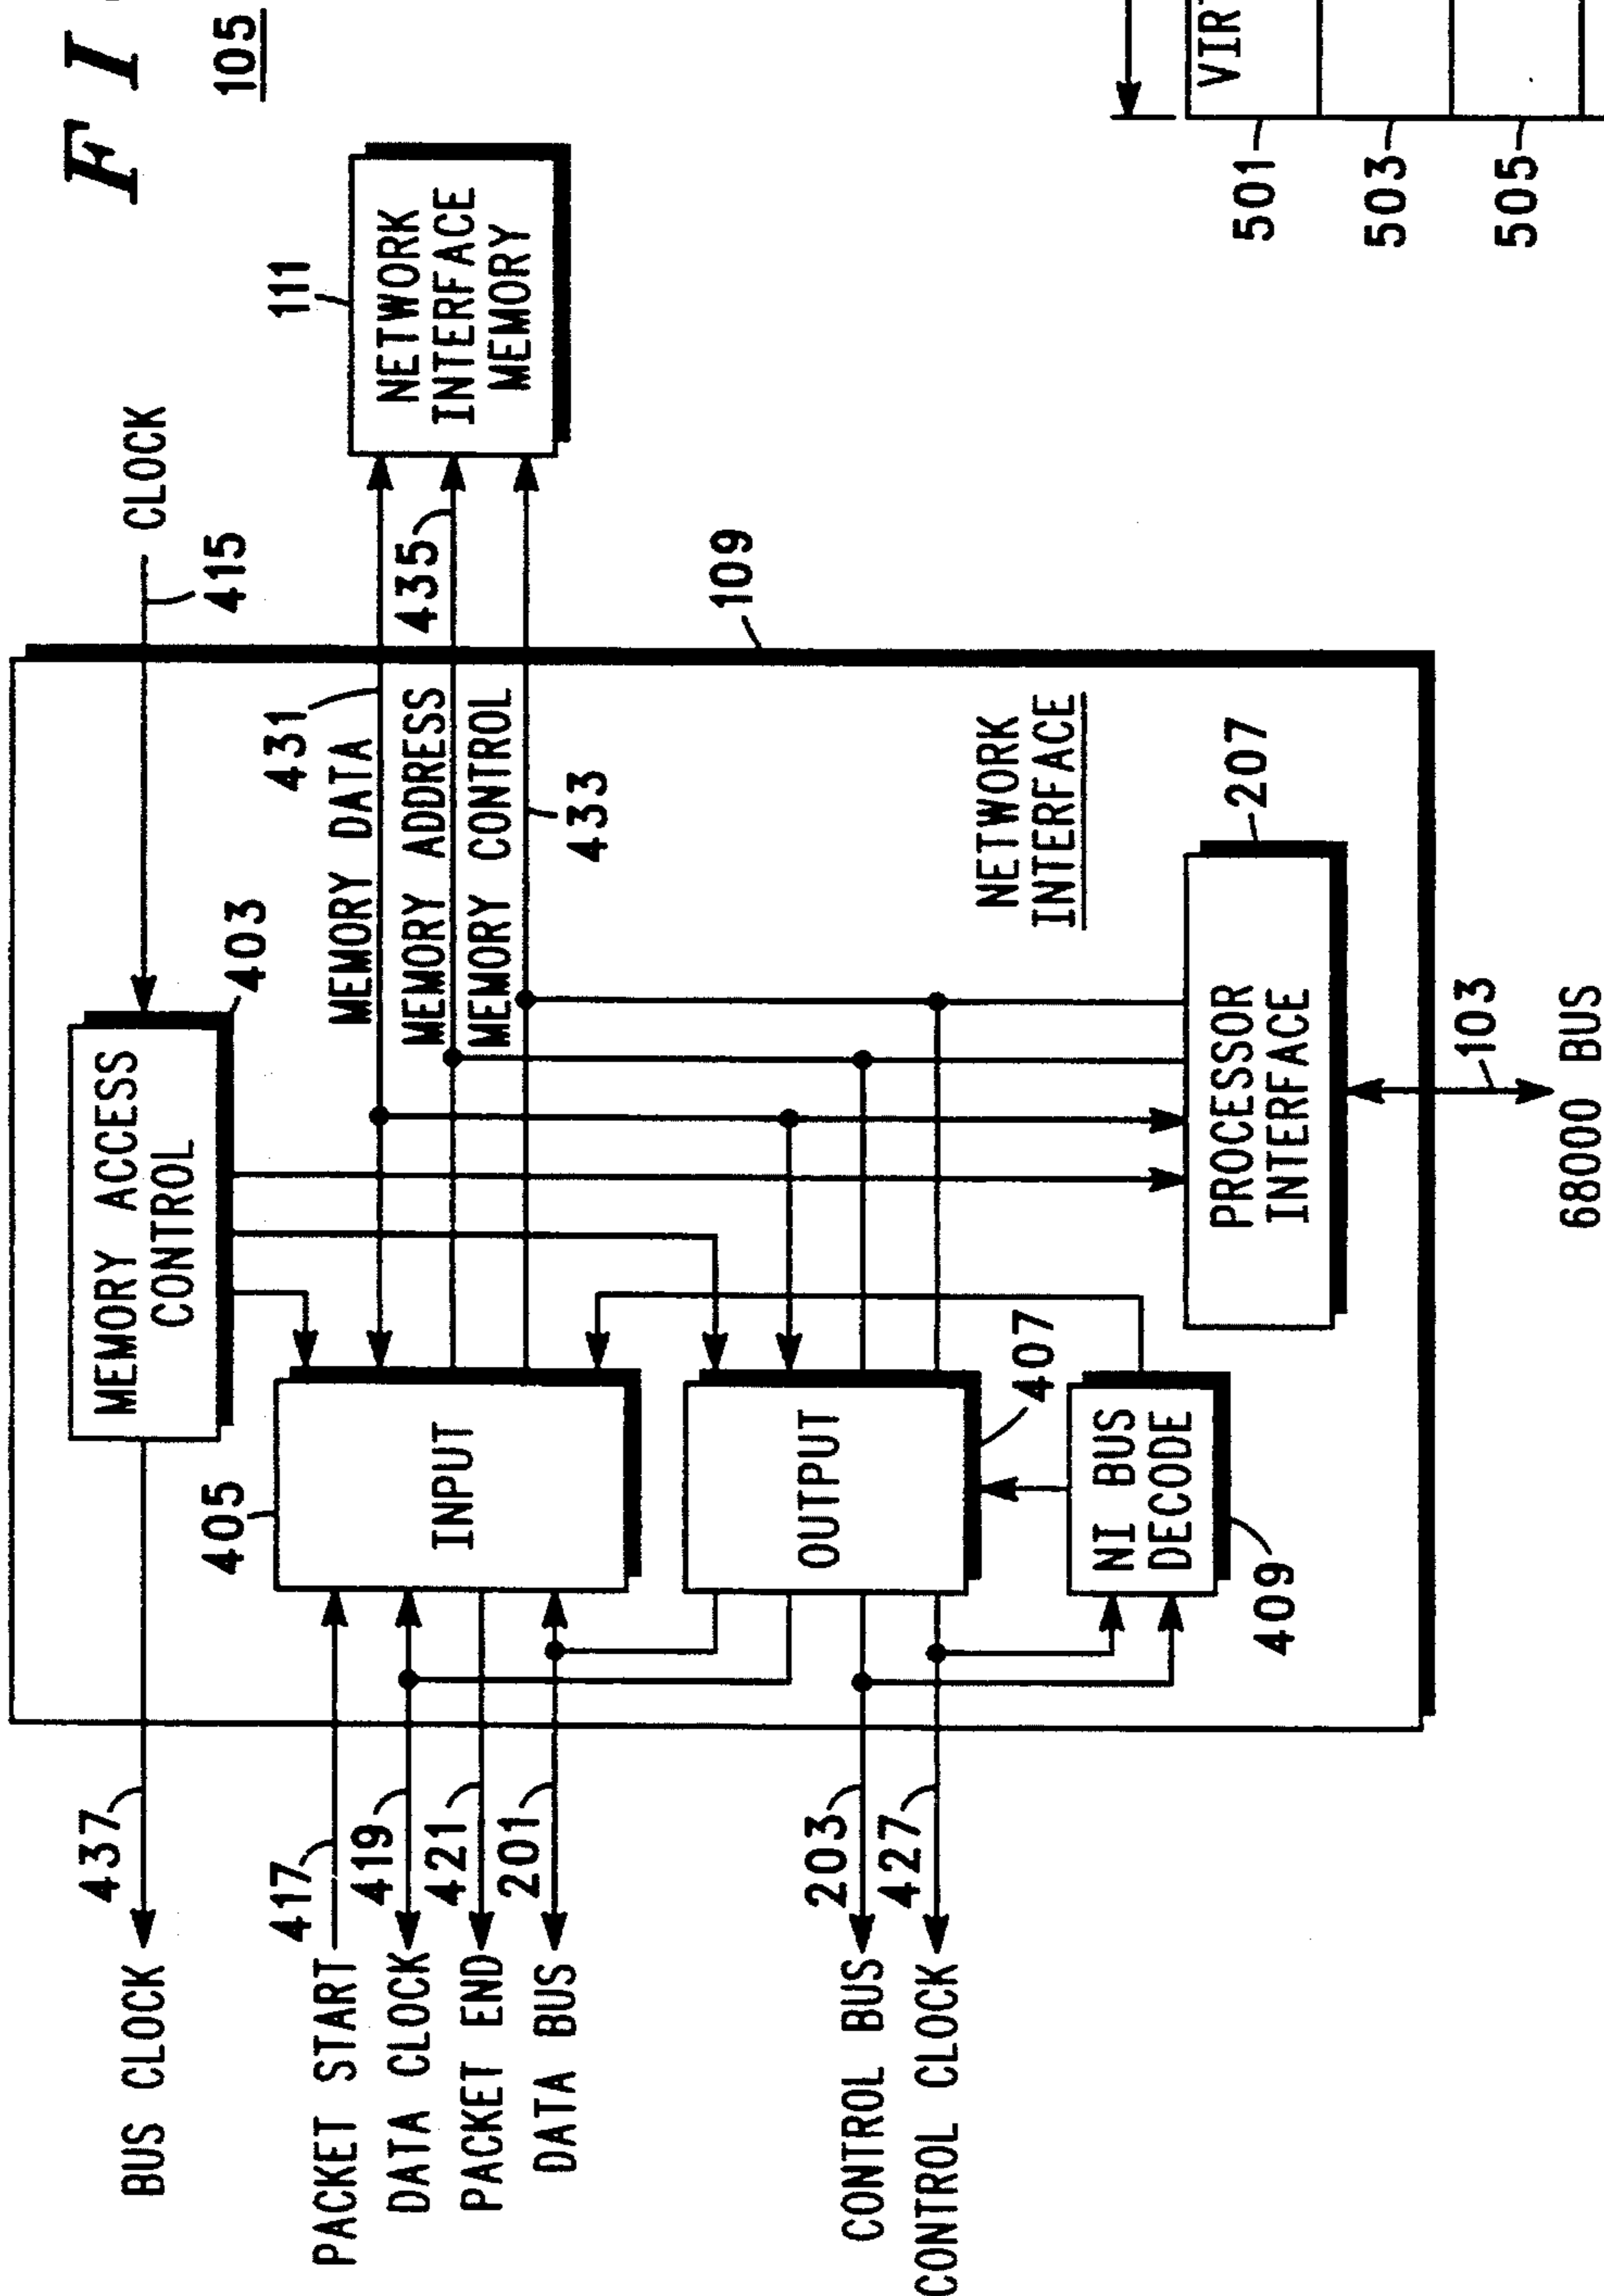 F I
105
CLOCK
415
111
NETWORK
INTERFACE
MEMORY
437
BUS CLOCK
MEMORY ACCESS
CONTROL
403
431
MEMORY DATA
435
MEMORY ADDRESS
MEMORY CONTROL
433
109
405
INPUT
417
PACKET START
419
DATA CLOCK
421
PACKET END
201
DATA BUS
OUTPUT
407
203
CONTROL BUS
427
CONTROL CLOCK
NI BUS
DECODE
409
NETWORK
INTERFACE
207
PROCESSOR
INTERFACE
103
68000 BUS
VIRT
501
503
505